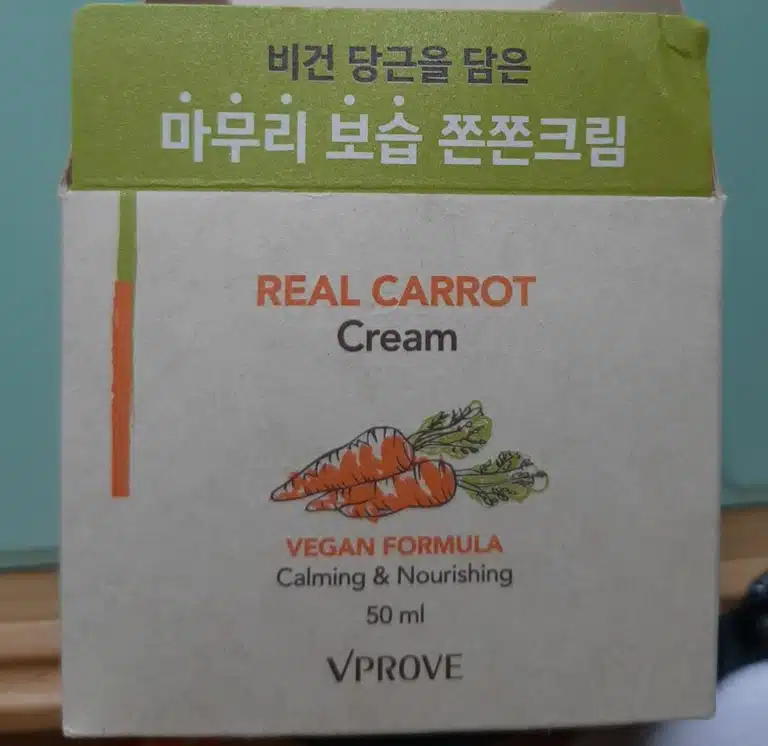 비건 당근을 담은
마무리 보습 쫀쫀크림
REAL CARROT
Cream
VEGAN FORMULA
Calming & Nourishing
50 ml
VPROVE